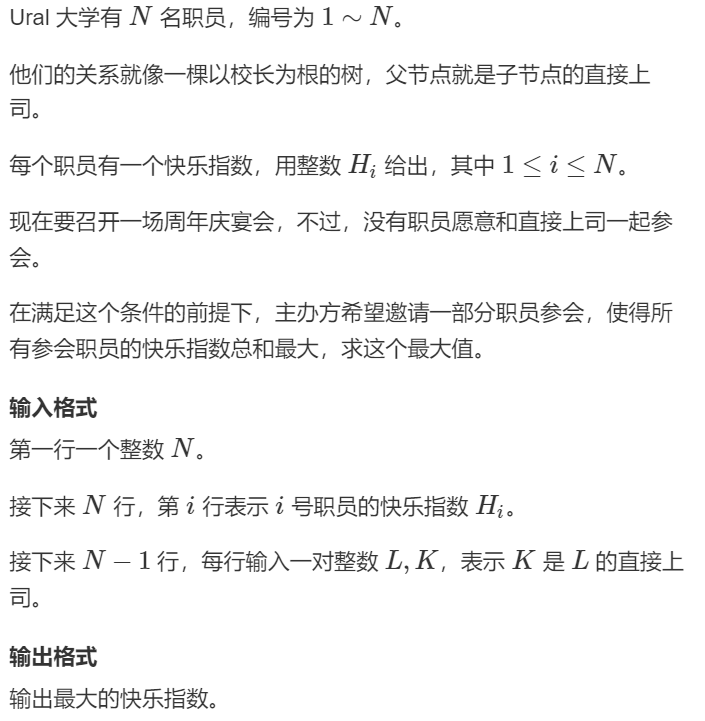 Ural 大学有 N 名职员，编号为 1 ∼ N。
他们的关系就像一棵以校长为根的树，父节点就是子节点的直接上
司。
每个职员有一个快乐指数，用整数 H_i 给出，其中 1 ≤ i ≤ N。
现在要召开一场周年庆宴会，不过，没有职员愿意和直接上司一起参
会。
在满足这个条件的前提下，主办方希望邀请一部分职员参会，使得所
有参会职员的快乐指数总和最大，求这个最大值。
输入格式
第一行一个整数 N。
接下来 N 行，第 i 行表示 i 号职员的快乐指数 H_i。
接下来 N − 1 行，每行输入一对整数 L, K，表示 K 是 L 的直接上
司。
输出格式
输出最大的快乐指数。